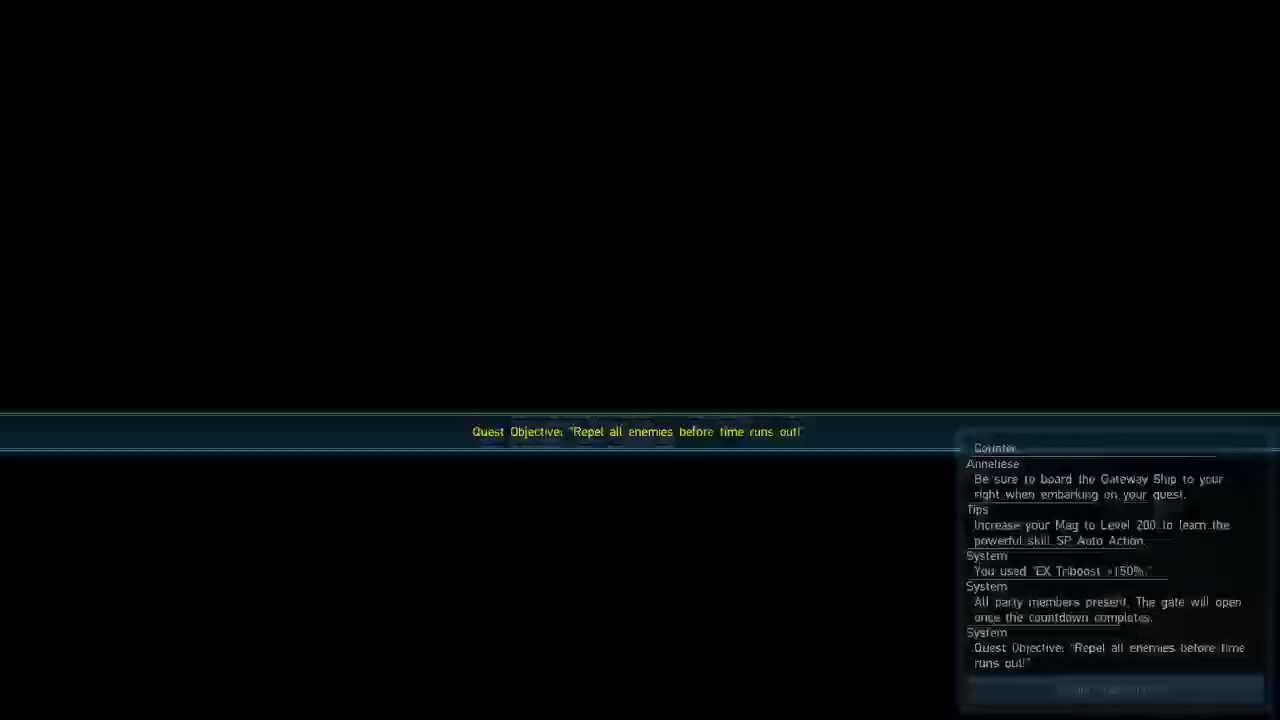 Quest Objective: "Repel all enemies before time runs out!
Counter.
Anneliese
Be sure to board the Gateway Ship to your
right when embarking on your quest.
Tips
Increase your Mag to Level 200 to learn the
powerful skill SP Auto Action.
System
You used "EX Triboost +150%."
System
All party members present. The gate will open
once the countdown completes.
System
Quest Objective: "Repel all enemies before time
runs out!"